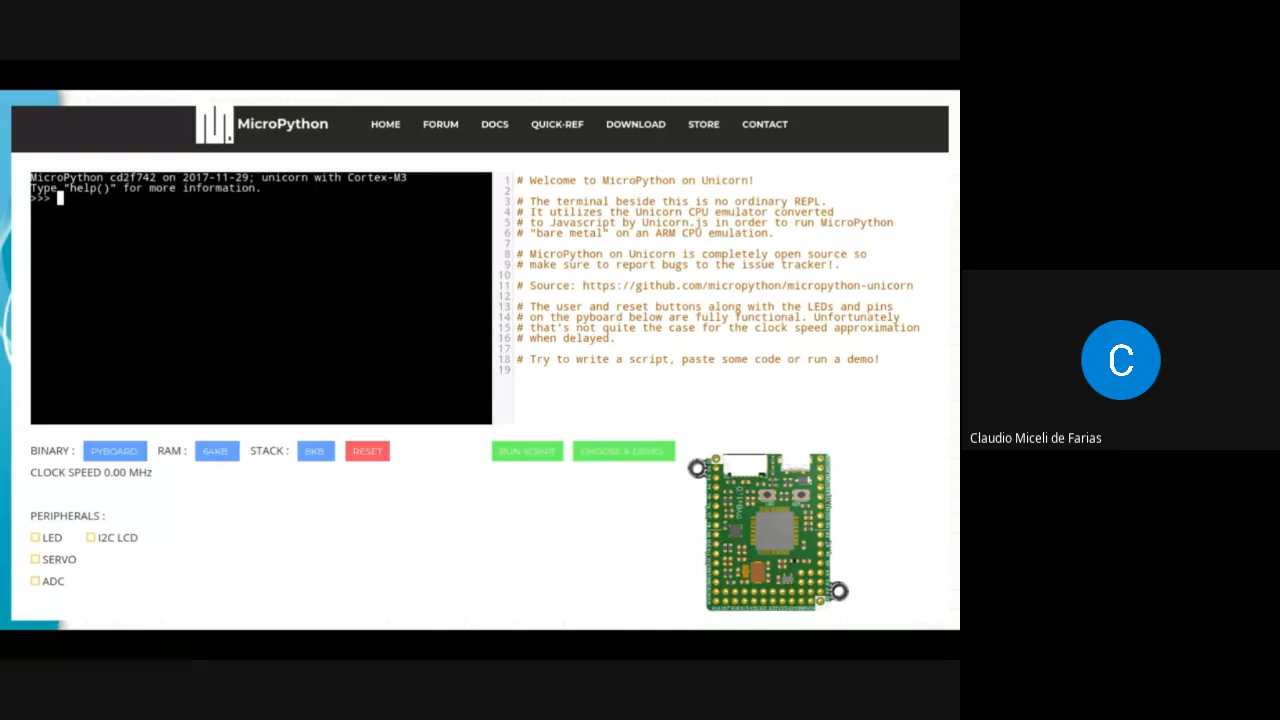 MicroPython
HOME FORUM DOCS QUICK-REF DOWNLOAD STORE CONTACT
MicroPython cd2f742 on 2017-11-29; unicorn with Cortex-M3
Type "help()" for more information.
>>>
1 # Welcome to MicroPython on Unicorn!
2
3 # The terminal beside this is no ordinary REPL.
4 # It utilizes the Unicorn CPU emulator converted
5 # to Javascript by Unicorn.js in order to run MicroPython
6 # "bare metal" on an ARM CPU emulation.
7
8 # MicroPython on Unicorn is completely open source so
9 # make sure to report bugs to the issue tracker!.
10
11 # Source: https://github.com/micropython/micropython-unicorn
12
13 # The user and reset buttons along with the LEDs and pins
14 # on the pyboard below are fully functional. Unfortunately
15 # that's not quite the case for the clock speed approximation
16 # when delayed.
17
18 # Try to write a script, paste some code or run a demo!
19
BINARY : PYBOARD RAM : 64KB STACK : 8KB RESET
RUN SCRIPT CHOOSE A DEMO
CLOCK SPEED 0.00 MHz
PERIPHERALS :
LED I2C LCD
SERVO
ADC
C
Claudio Miceli de Farias